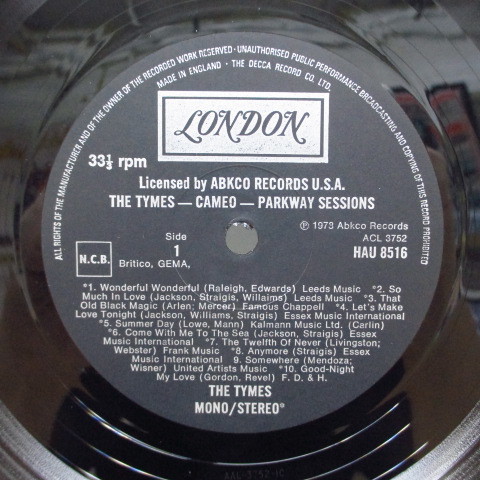 ALL RIGHTS OF THE MANUFACTURER AND OF THE OWNER OF THE RECORDED WORK RESERVED · UNAUTHORISED PUBLIC PERFORMANCE BROADCASTING AND COPYING OF THIS RECORD PROHIBITED
MADE IN ENGLAND · THE DECCA RECORD CO. LTD.
LONDON
33⅓ rpm
Licensed by ABKCO RECORDS U.S.A.
THE TYMES — CAMEO — PARKWAY SESSIONS
Side
1
Ⓟ 1973 Abkco Records
ACL 3752
HAU 8516
N.C.B.
Britico, GEMA,
*1. Wonderful Wonderful (Raleigh, Edwards) Leeds Music *2. So
Much In Love (Jackson, Straigis, Willaims) Leeds Music *3. That
Old Black Magic (Arlen; Mercer) Famous Chappell *4. Let's Make
Love Tonight (Jackson, Williams, Straigis) Essex Music International
*5. Summer Day (Lowe, Mann) Kalmann Music Ltd. (Carlin)
*6. Come With Me To The Sea (Jackson, Straigis) Essex
Music International *7. The Twelfth Of Never (Livingston;
Webster) Frank Music *8. Anymore (Straigis) Essex
Music International 9. Somewhere (Mendoza;
Wisner) United Artists Music *10. Good-Night
My Love (Gordon, Revel) F. D. & H.
THE TYMES
MONO/STEREO*